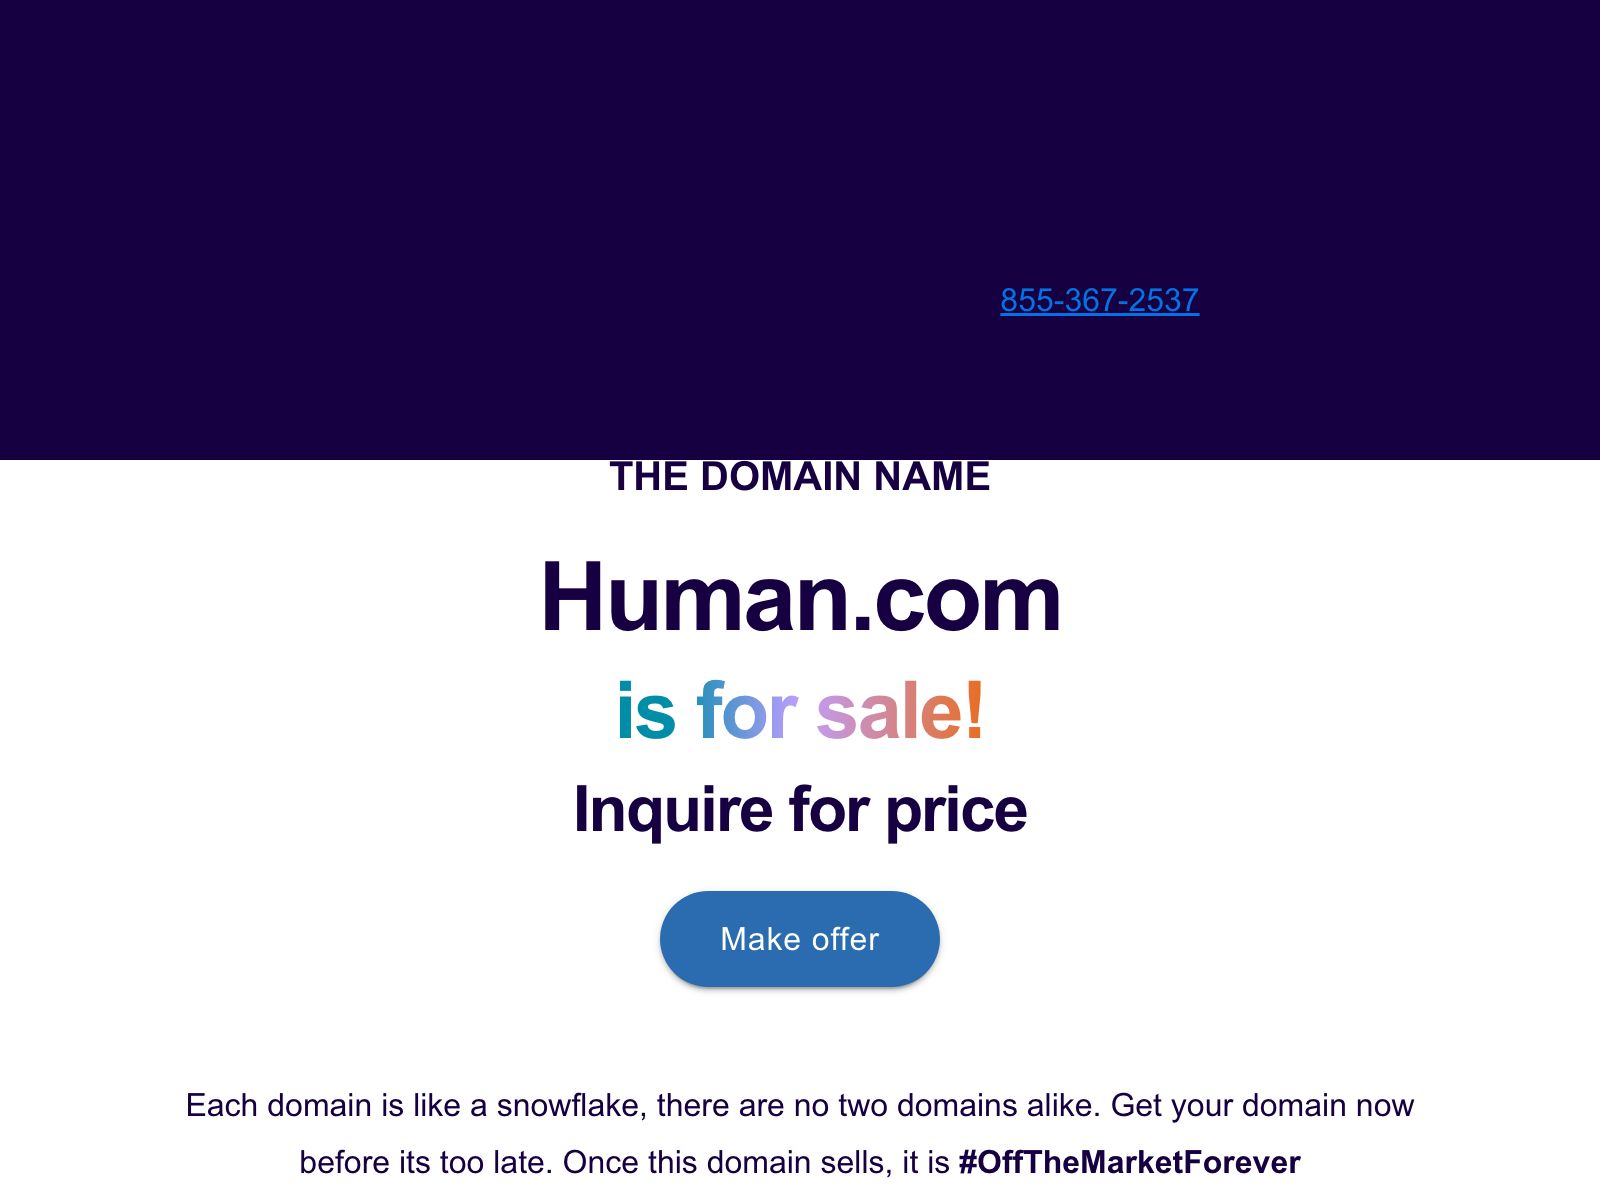 855-367-2537
THE DOMAIN NAME
Human.com
is for sale!
Inquire for price
Make offer
Each domain is like a snowflake, there are no two domains alike. Get your domain now
before its too late. Once this domain sells, it is #OffTheMarketForever